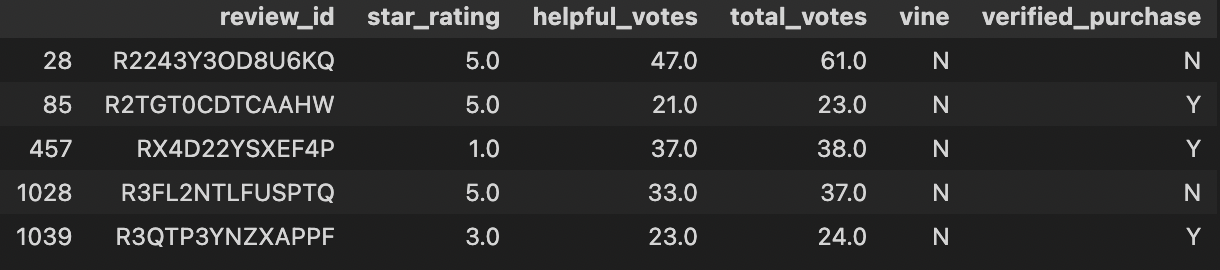 review_id star_rating helpful_votes total_votes vine verified_purchase
28 R2243Y3OD8U6KQ 5.0 47.0 61.0 N N
85 R2TGT0CDTCAAHW 5.0 21.0 23.0 N Y
457 RX4D22YSXEF4P 1.0 37.0 38.0 N Y
1028 R3FL2NTLFUSPTQ 5.0 33.0 37.0 N N
1039 R3QTP3YNZXAPPF 3.0 23.0 24.0 N Y